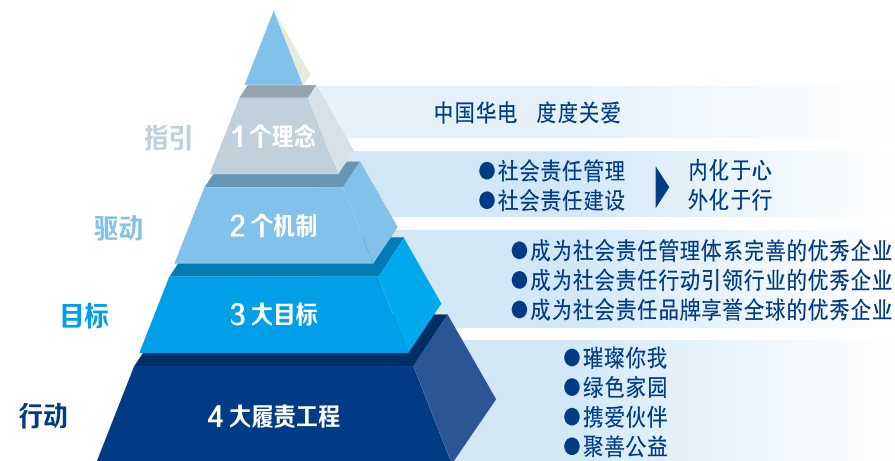 中国华电 度度关爱
指引
1个理念
●社会责任管理
●社会责任建设
内化于心
外化于行
驱动
2个机制
●成为社会责任管理体系完善的优秀企业
●成为社会责任行动引领行业的优秀企业
●成为社会责任品牌享誉全球的优秀企业
目标
3大目标
●璀璨你我
●绿色家园
●携爱伙伴
●聚善公益
行动
4大履责工程